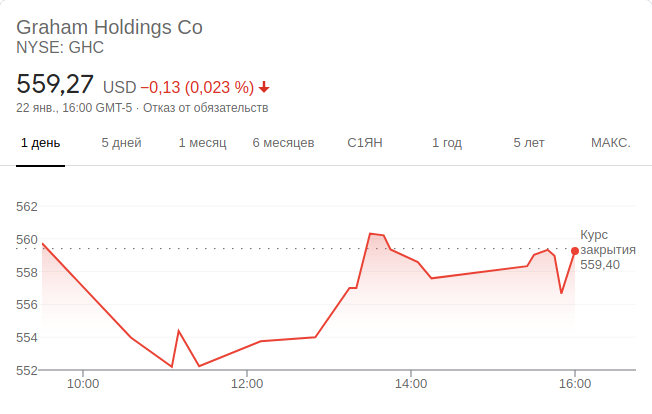 Graham Holdings Co
NYSE: GHC
559,27 USD −0,13 (0,023 %)
22 янв., 16:00 GMT-5 · Отказ от обязательств
1 день 5 дней 1 месяц 6 месяцев С1ЯН 1 год 5 лет МАКС.
562
560
558
556
554
552
Курс
закрытия
559,40
10:00 12:00 14:00 16:00